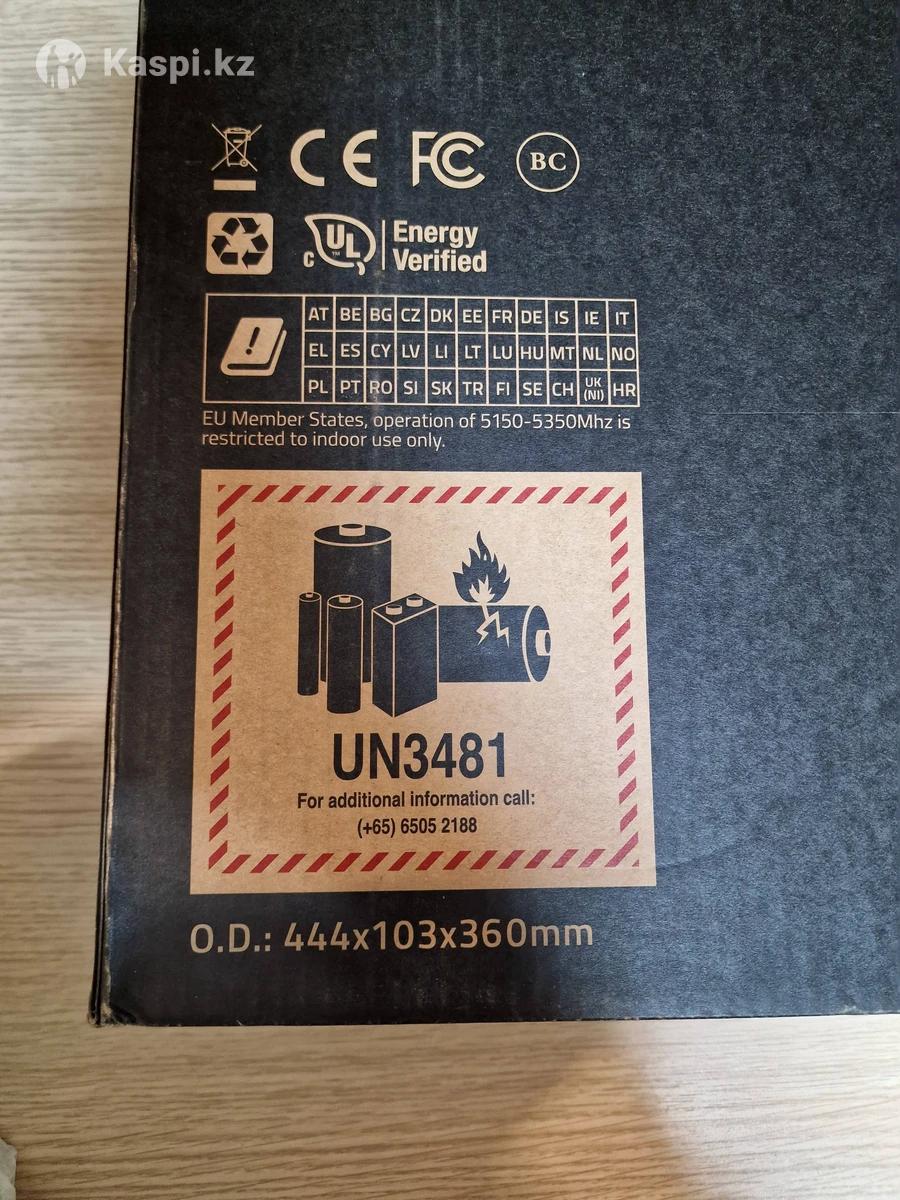 Kaspi.kz
CE FC BC
c UL ™ Energy
Verified
! AT BE BG CZ DK EE FR DE IS IE IT
EL ES CY LV LI LT LU HU MT NL NO
PL PT RO SI SK TR FI SE CH UK (NI) HR
EU Member States, operation of 5150-5350Mhz is
restricted to indoor use only.
UN3481
For additional information call:
(+65) 6505 2188
O.D.: 444x103x360mm